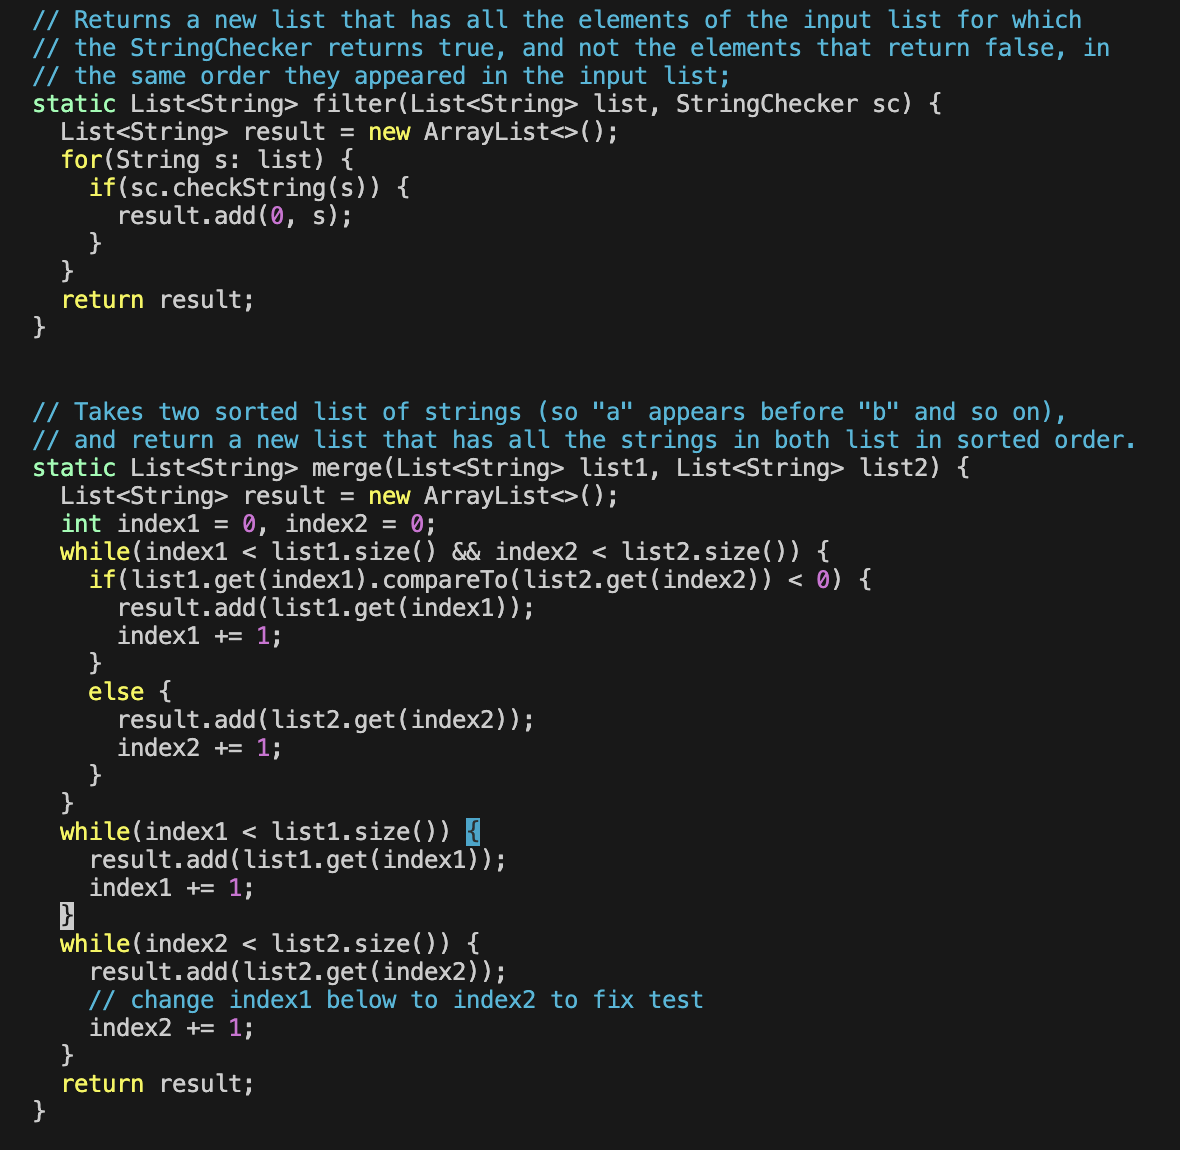 // Returns a new list that has all the elements of the input list for which
// the StringChecker returns true, and not the elements that return false, in
// the same order they appeared in the input list;
static List<String> filter(List<String> list, StringChecker sc) {
  List<String> result = new ArrayList<>();
  for(String s: list) {
    if(sc.checkString(s)) {
      result.add(0, s);
    }
  }
  return result;
}


// Takes two sorted list of strings (so "a" appears before "b" and so on),
// and return a new list that has all the strings in both list in sorted order.
static List<String> merge(List<String> list1, List<String> list2) {
  List<String> result = new ArrayList<>();
  int index1 = 0, index2 = 0;
  while(index1 < list1.size() && index2 < list2.size()) {
    if(list1.get(index1).compareTo(list2.get(index2)) < 0) {
      result.add(list1.get(index1));
      index1 += 1;
    }
    else {
      result.add(list2.get(index2));
      index2 += 1;
    }
  }
  while(index1 < list1.size()) {
    result.add(list1.get(index1));
    index1 += 1;
  }
  while(index2 < list2.size()) {
    result.add(list2.get(index2));
    // change index1 below to index2 to fix test
    index2 += 1;
  }
  return result;
}